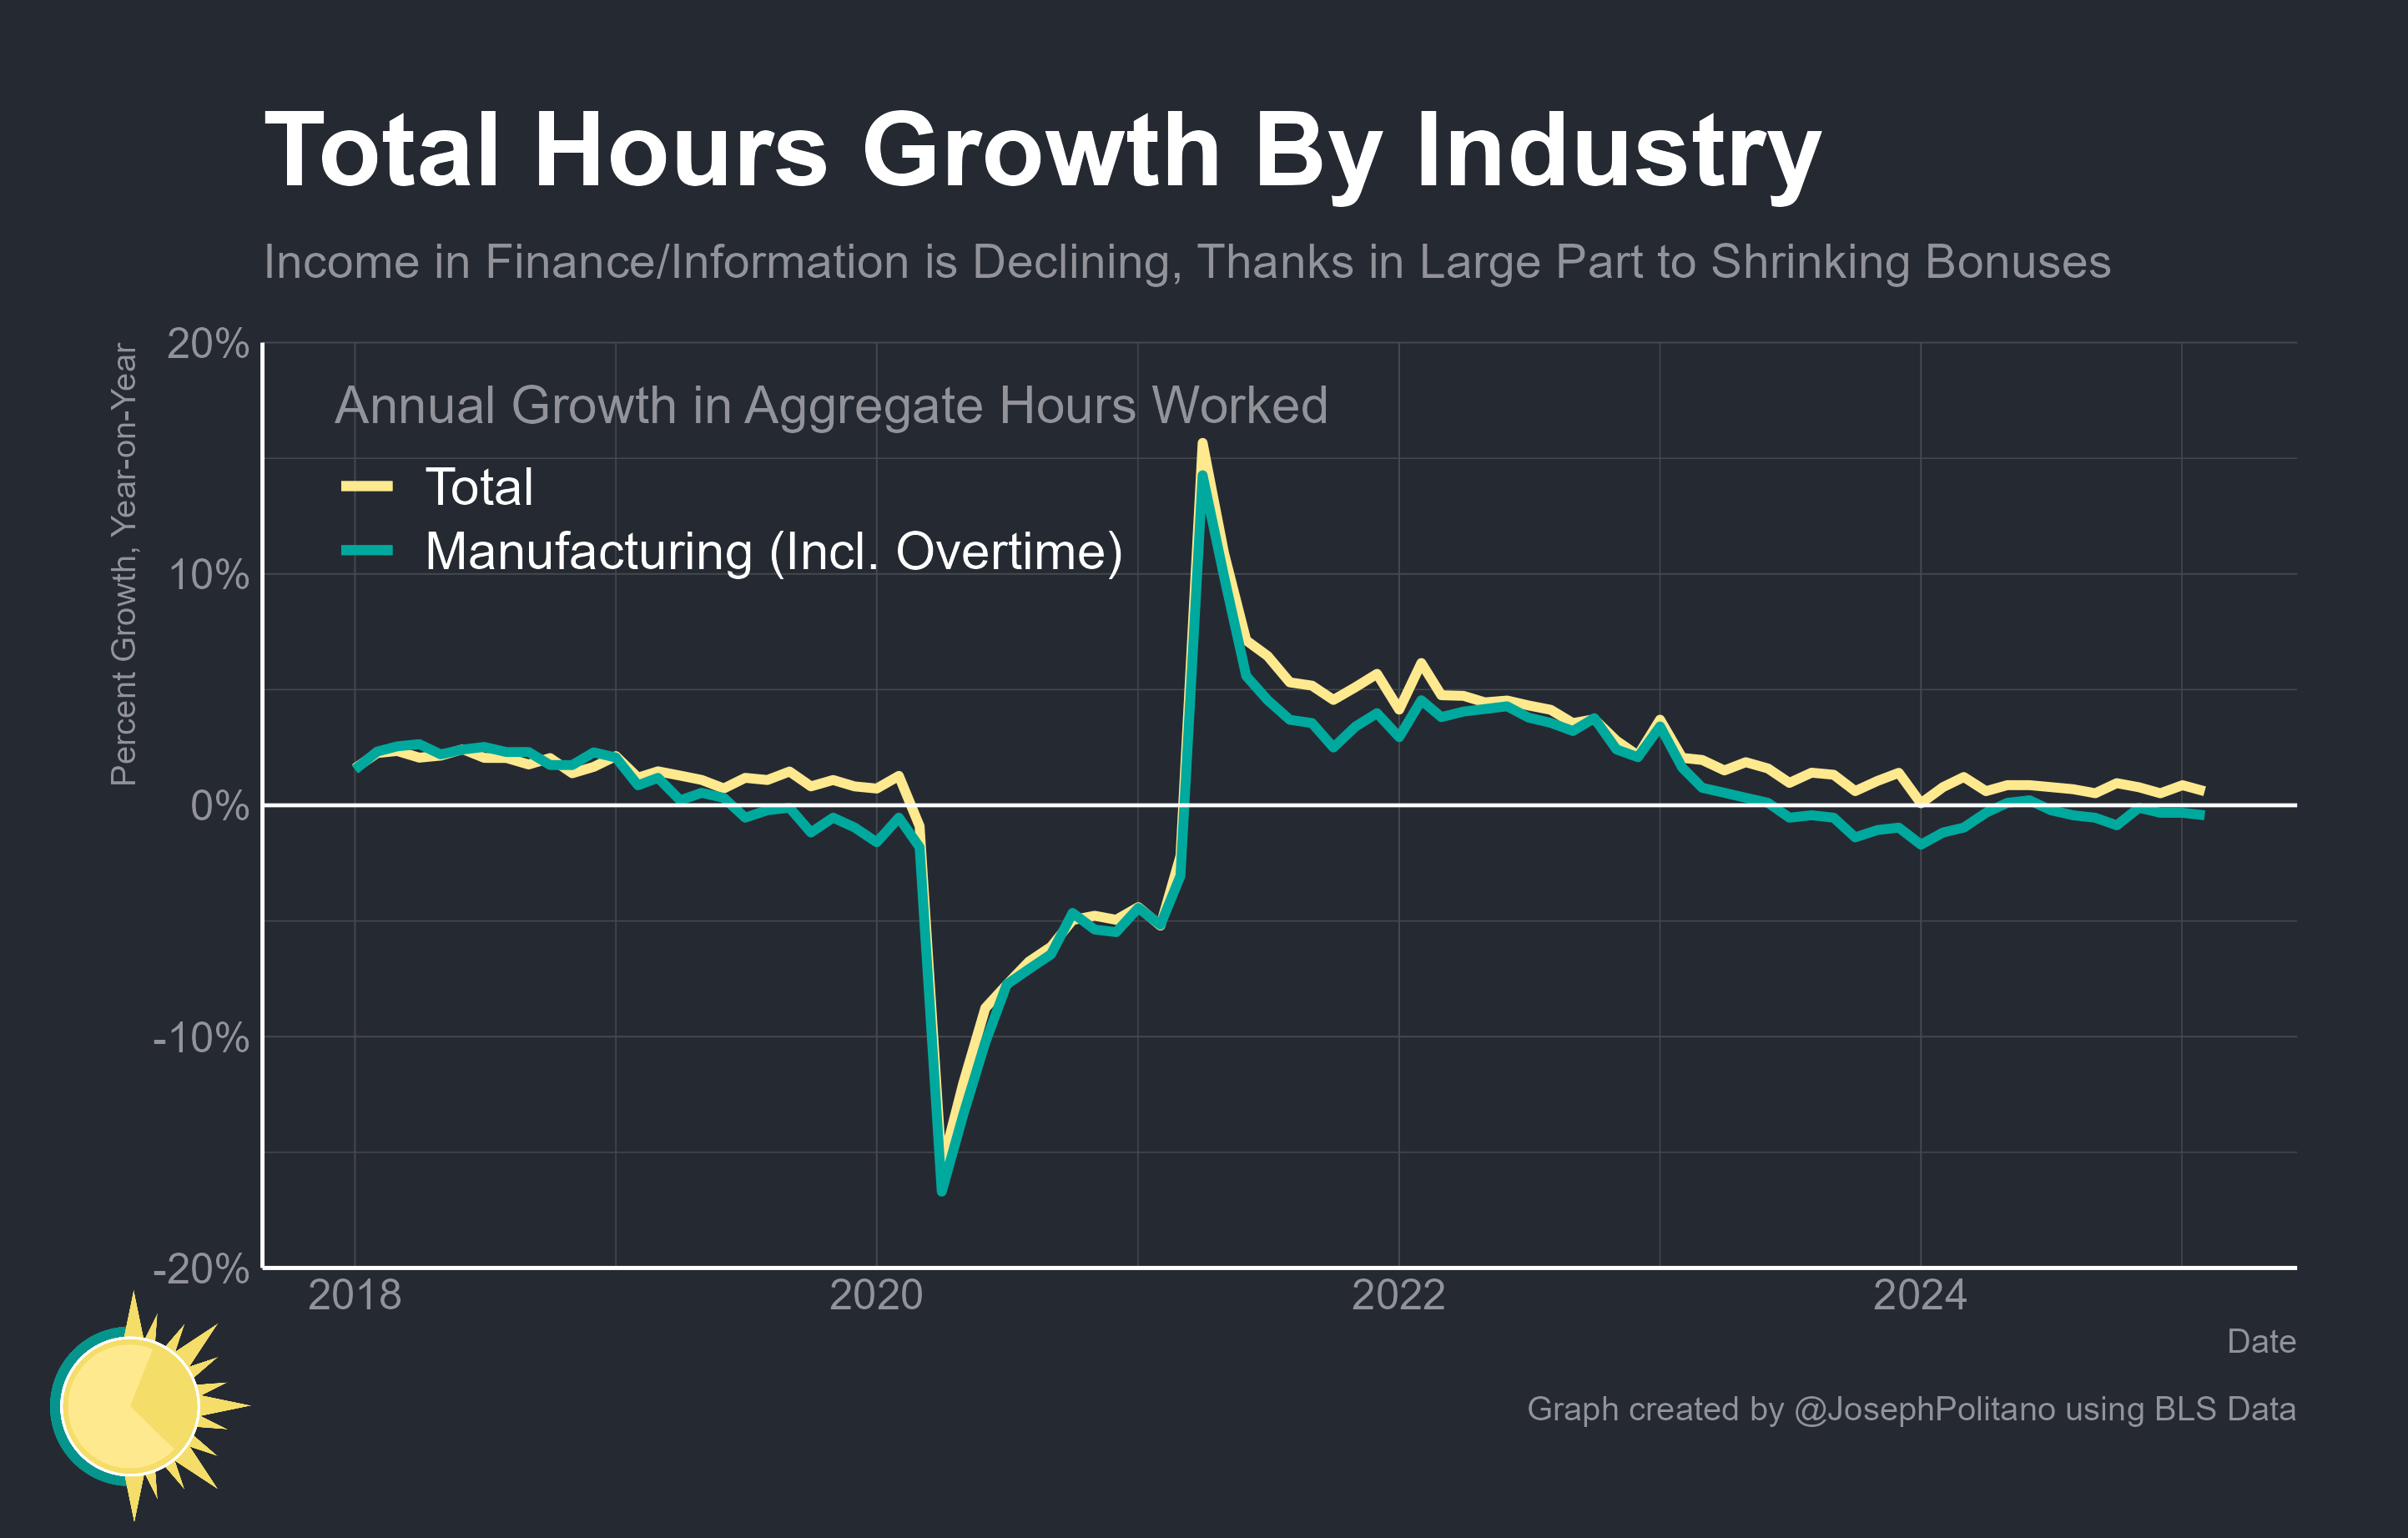 Total Hours Growth By Industry
Income in Finance/Information is Declining, Thanks in Large Part to Shrinking Bonuses
Percent Growth, Year-on-Year
20%
10%
0%
-10%
-20%
Annual Growth in Aggregate Hours Worked
Total
Manufacturing (Incl. Overtime)
2018 2020 2022 2024
Date
Graph created by @JosephPolitano using BLS Data